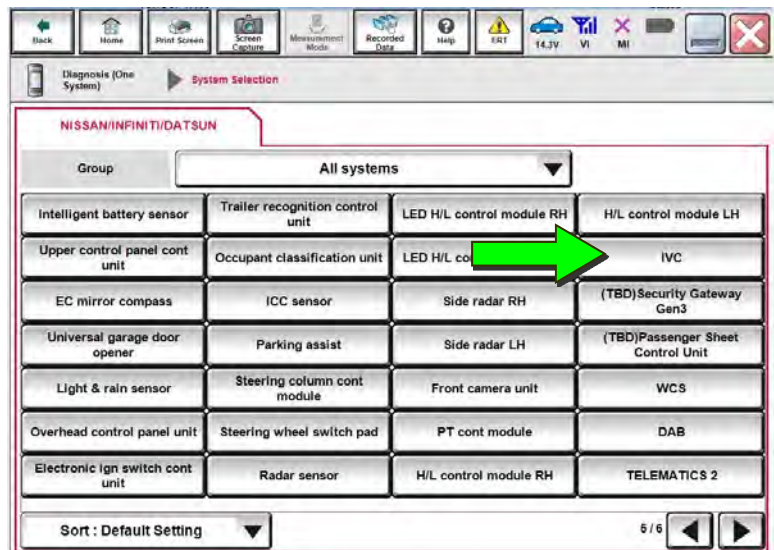 Back
Home
Print Screen
Screen
Capture
Measurement
Mode
Recorded
Data
Help
ERT
14.3V
VI
MI
Diagnosis (One
System)
System Selection
NISSAN/INFINITI/DATSUN
Group
All systems
Intelligent battery sensor
Trailer recognition control
unit
LED H/L control module RH
H/L control module LH
Upper control panel cont
unit
Occupant classification unit
LED H/L
IVC
EC mirror compass
ICC sensor
Side radar RH
(TBD)Security Gateway
Gen3
Universal garage door
opener
Parking assist
Side radar LH
(TBD)Passenger Sheet
Control Unit
Light & rain sensor
Steering column cont
module
Front camera unit
WCS
Overhead control panel unit
Steering wheel switch pad
PT cont module
DAB
Electronic ign switch cont
unit
Radar sensor
H/L control module RH
TELEMATICS 2
Sort : Default Setting